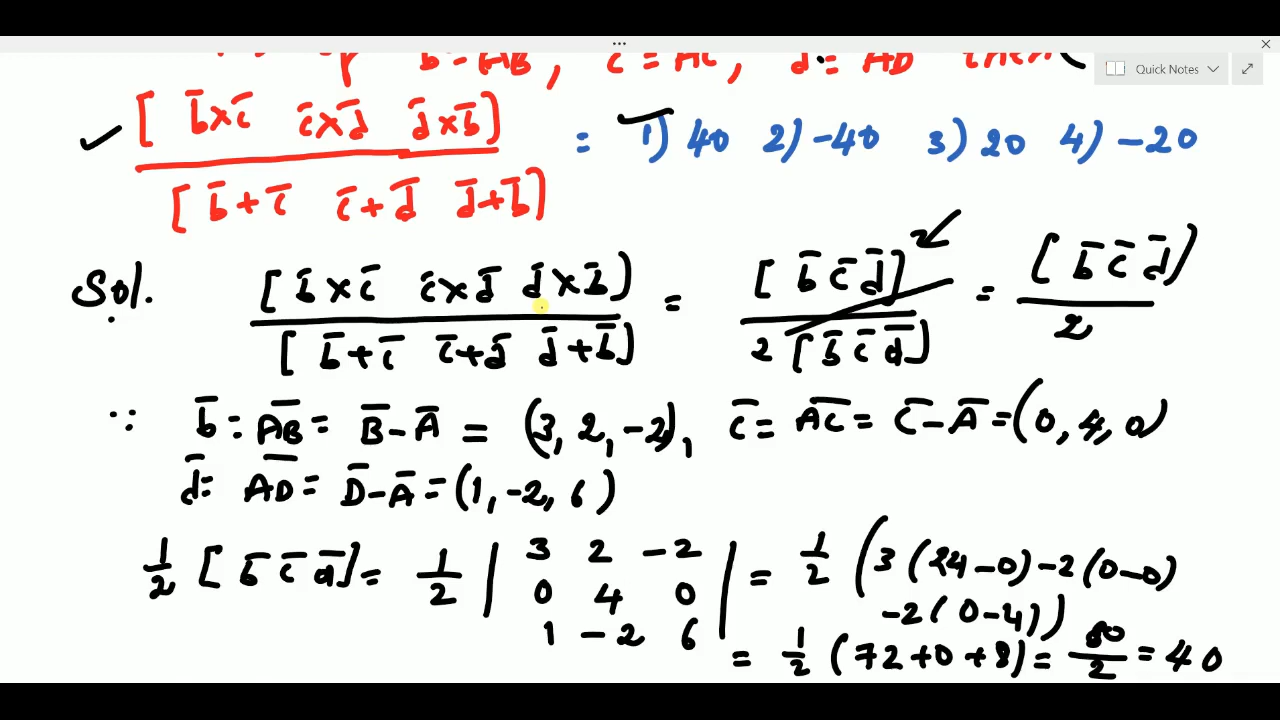 b̄ = AB, c̄ = AC, d̄ = AD then
Quick Notes
[ b̄×c̄ c̄×d̄ d̄×b̄ ]
= 1) 40 2) -40 3) 20 4) -20
[ b̄+c̄ c̄+d̄ d̄+b̄ ]
Sol. [ b̄×c̄ c̄×d̄ d̄×b̄ ] / [ b̄+c̄ c̄+d̄ d̄+b̄ ] = [ b̄ c̄ d̄ ]² / 2 [ b̄ c̄ d̄ ] = [ b̄ c̄ d̄ ] / 2
∵ b̄ = A̅B̅ = B̄ - Ā = (3, 2, -2), c̄ = A̅C̅ = C̄ - Ā = (0, 4, 0)
d̄ = A̅D̅ = D̄ - Ā = (1, -2, 6)
1/2 [ b̄ c̄ d̄ ] = 1/2 | 3 2 -2 | = 1/2 ( 3 (24-0) -2 (0-0)
0 4 0 -2 ( 0-4) )
1 -2 6
= 1/2 ( 72+0+8) = 80/2 = 40